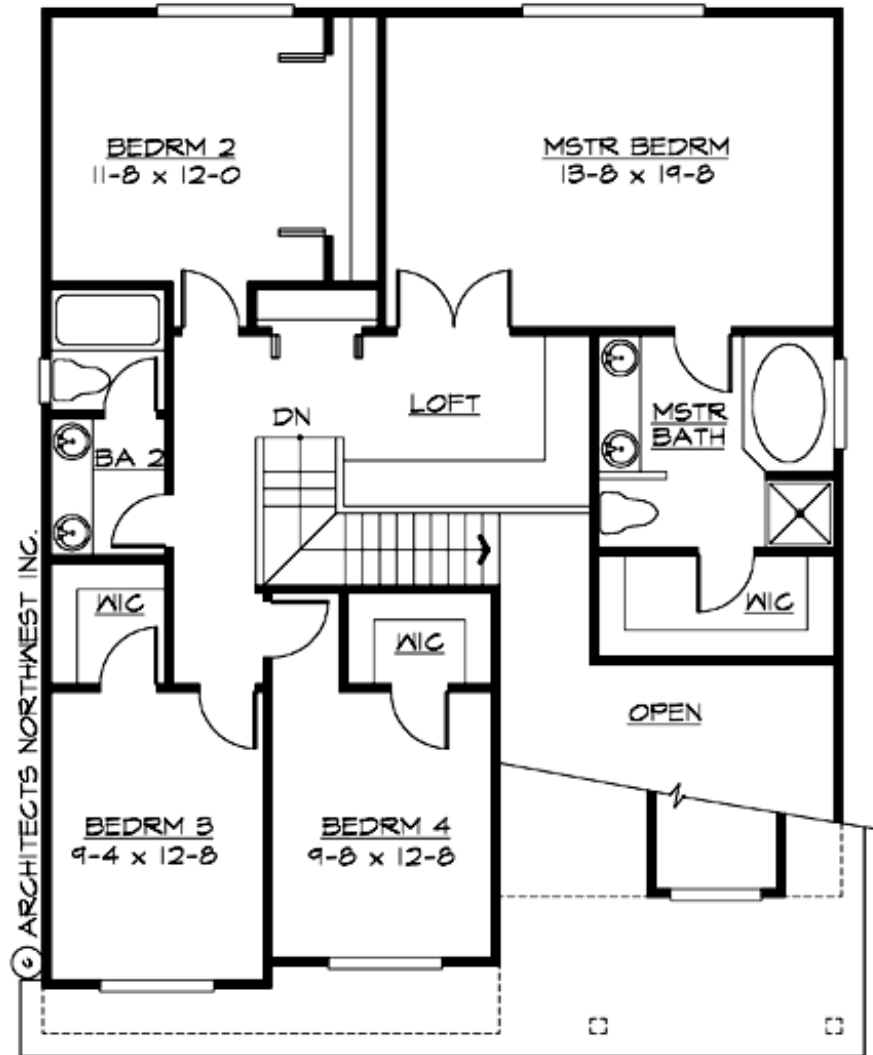 BEDRM 2
11-8 x 12-0
MSTR BEDRM
13-8 x 19-8
LOFT
DN
MSTR
BATH
BA 2
WIC
WIC
WIC
OPEN
BEDRM 3
9-4 x 12-8
BEDRM 4
9-8 x 12-8
© ARCHITECTS NORTHWEST INC.